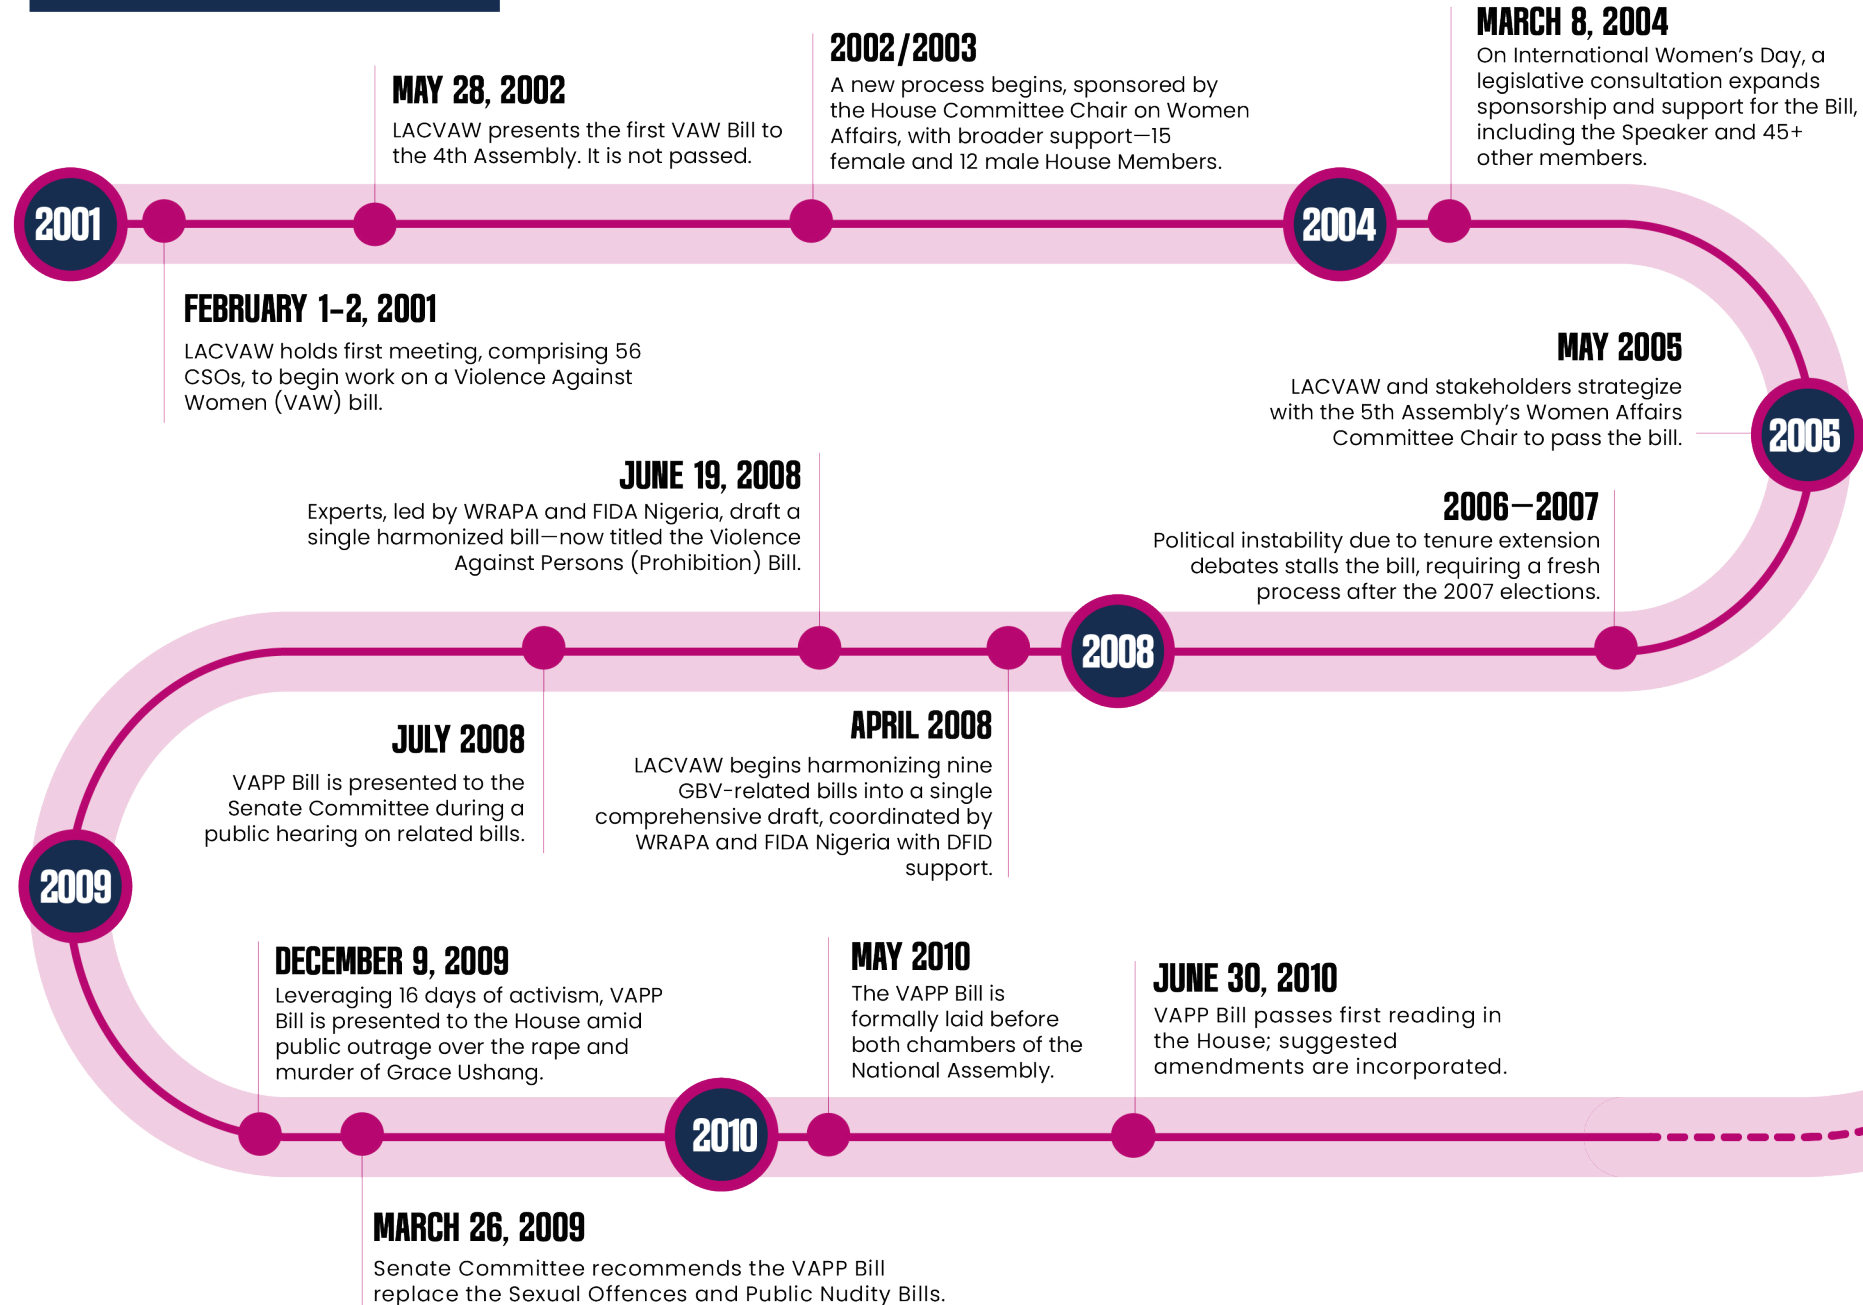 2001
FEBRUARY 1–2, 2001
LACVAW holds first meeting, comprising 56
CSOs, to begin work on a Violence Against
Women (VAW) bill.
MAY 28, 2002
LACVAW presents the first VAW Bill to
the 4th Assembly. It is not passed.
2002/2003
A new process begins, sponsored by
the House Committee Chair on Women
Affairs, with broader support—15
female and 12 male House Members.
2004
MARCH 8, 2004
On International Women's Day, a
legislative consultation expands
sponsorship and support for the Bill,
including the Speaker and 45+
other members.
2005
MAY 2005
LACVAW and stakeholders strategize
with the 5th Assembly's Women Affairs
Committee Chair to pass the bill.
2006—2007
Political instability due to tenure extension
debates stalls the bill, requiring a fresh
process after the 2007 elections.
2008
APRIL 2008
LACVAW begins harmonizing nine
GBV-related bills into a single
comprehensive draft, coordinated by
WRAPA and FIDA Nigeria with DFID
support.
JUNE 19, 2008
Experts, led by WRAPA and FIDA Nigeria, draft a
single harmonized bill—now titled the Violence
Against Persons (Prohibition) Bill.
JULY 2008
VAPP Bill is presented to the
Senate Committee during a
public hearing on related bills.
2009
DECEMBER 9, 2009
Leveraging 16 days of activism, VAPP
Bill is presented to the House amid
public outrage over the rape and
murder of Grace Ushang.
MARCH 26, 2009
Senate Committee recommends the VAPP Bill
replace the Sexual Offences and Public Nudity Bills.
2010
MAY 2010
The VAPP Bill is
formally laid before
both chambers of the
National Assembly.
JUNE 30, 2010
VAPP Bill passes first reading in
the House; suggested
amendments are incorporated.